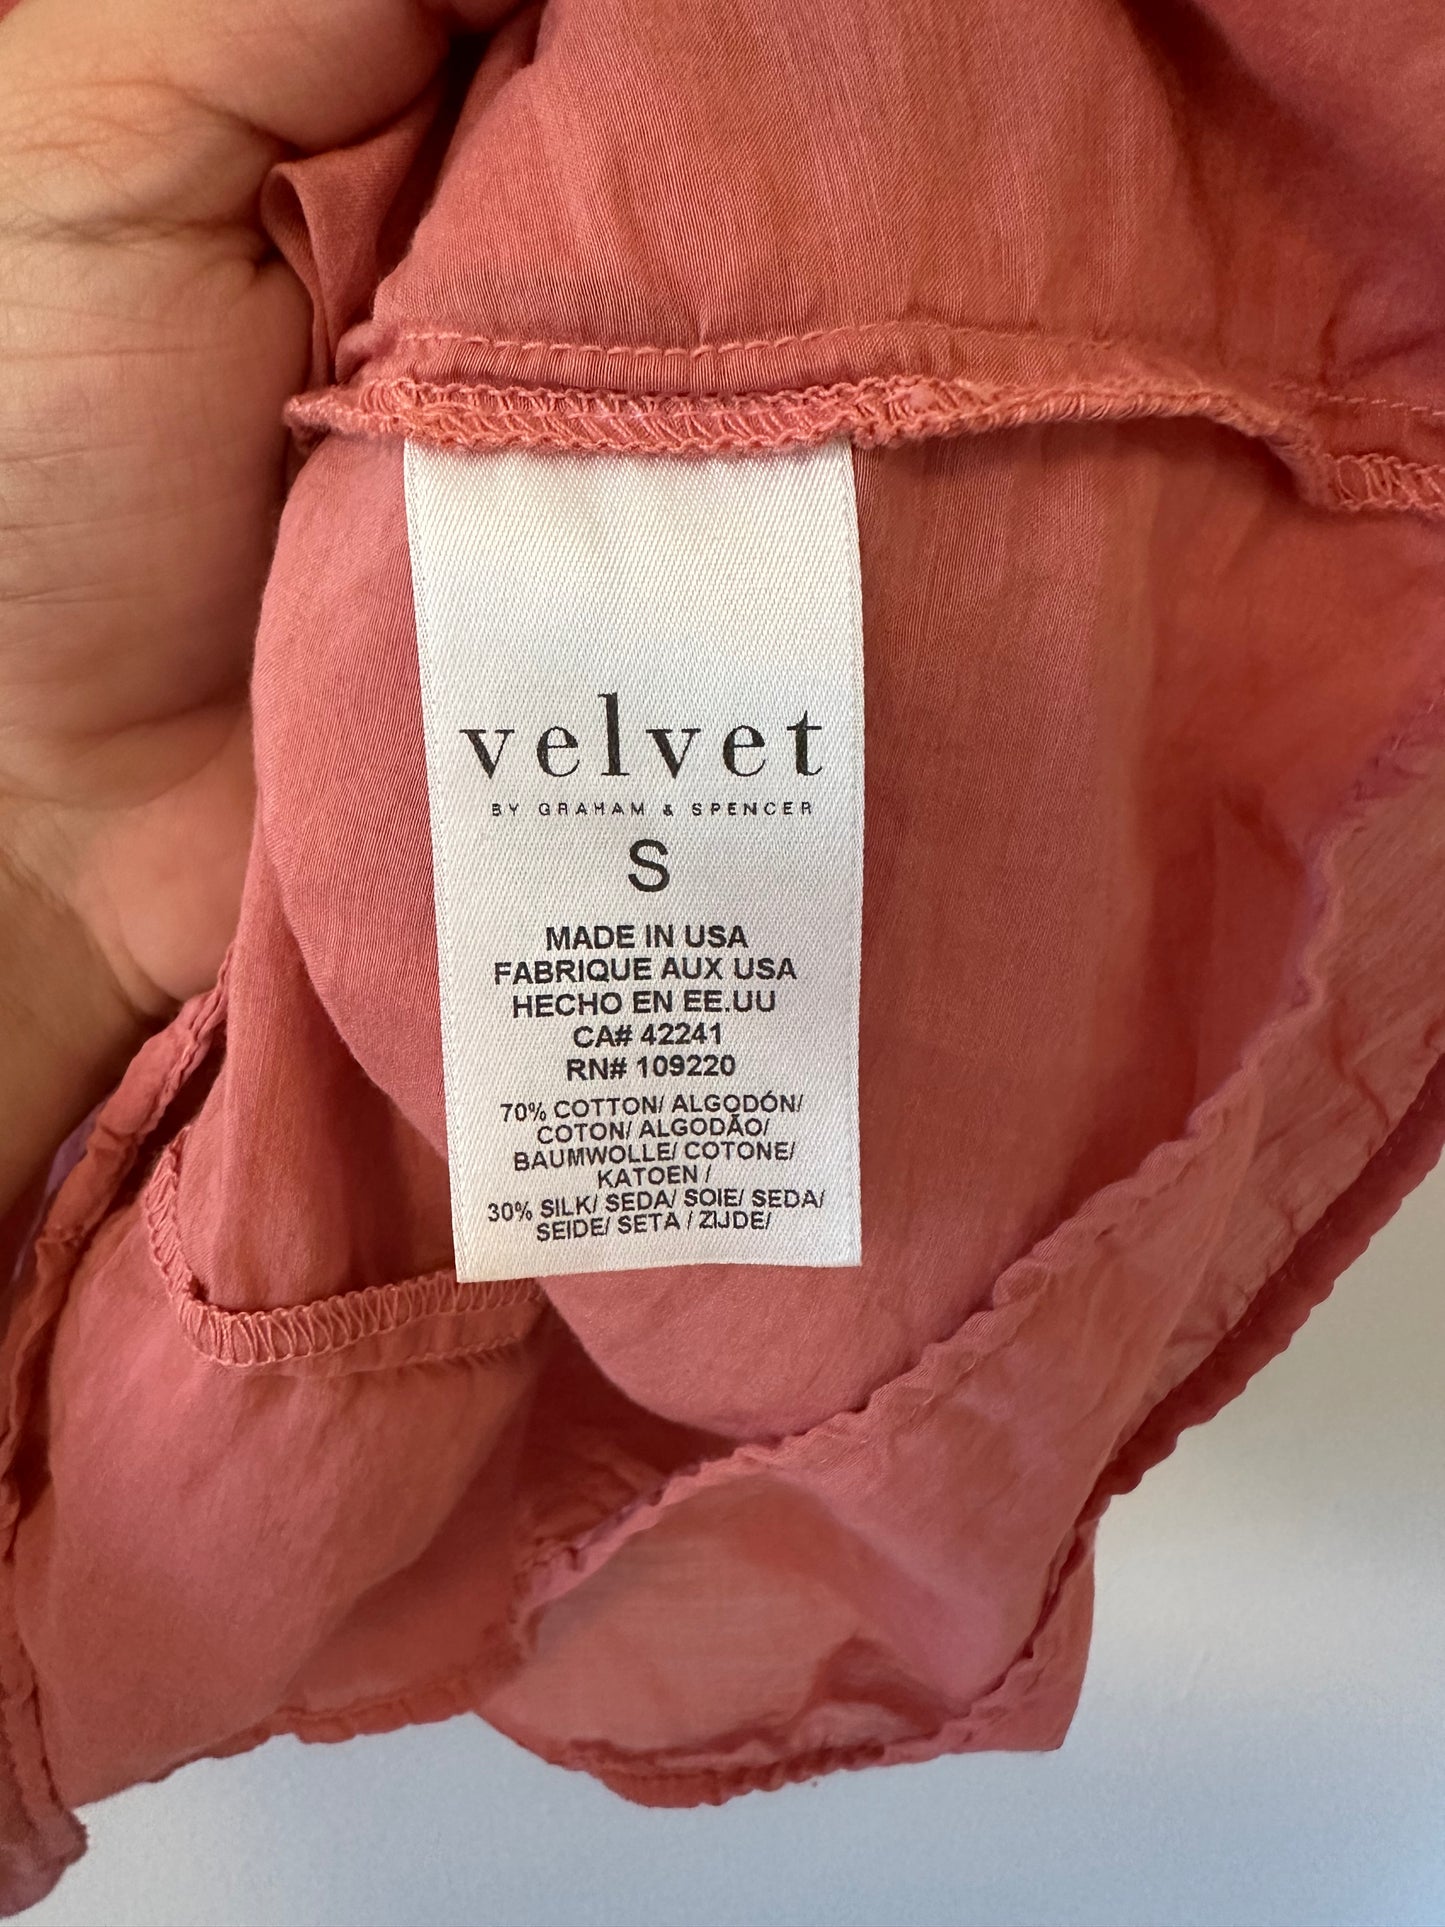 velvet
BY GRAHAM & SPENCER
S
MADE IN USA
FABRIQUE AUX USA
HECHO EN EE.UU
CA# 42241
RN# 109220
70% COTTON/ ALGODÓN/
COTON/ ALGODÃO/
BAUMWOLLE/ COTONE/
KATOEN /
30% SILK/ SEDA/ SOIE/ SEDA/
SEIDE/ SETA / ZIJDE/